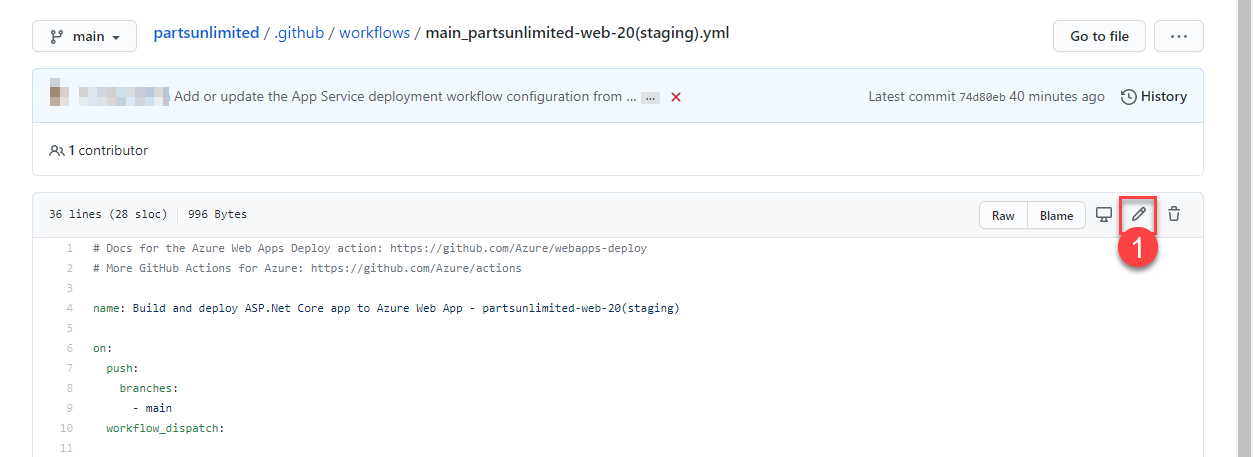 main partsunlimited / .github / workflows / main_partsunlimited-web-20(staging).yml Go to file ...
Add or update the App Service deployment workflow configuration from ... ... Latest commit 74d80eb 40 minutes ago History
1 contributor
36 lines (28 sloc) 996 Bytes Raw Blame
1
1 # Docs for the Azure Web Apps Deploy action: https://github.com/Azure/webapps-deploy
2 # More GitHub Actions for Azure: https://github.com/Azure/actions
3
4 name: Build and deploy ASP.Net Core app to Azure Web App - partsunlimited-web-20(staging)
5
6 on:
7 push:
8 branches:
9 - main
10 workflow_dispatch:
11